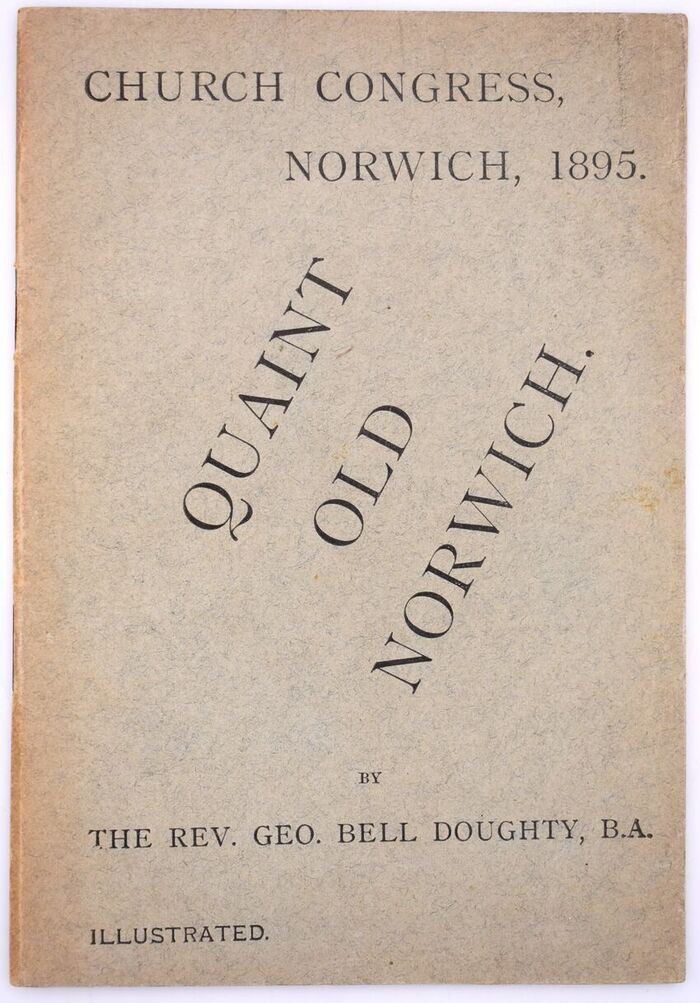 CHURCH CONGRESS,
NORWICH, 1895.
QUAINT
OLD
NORWICH.
BY
THE REV. GEO. BELL DOUGHTY, B.A.
ILLUSTRATED.